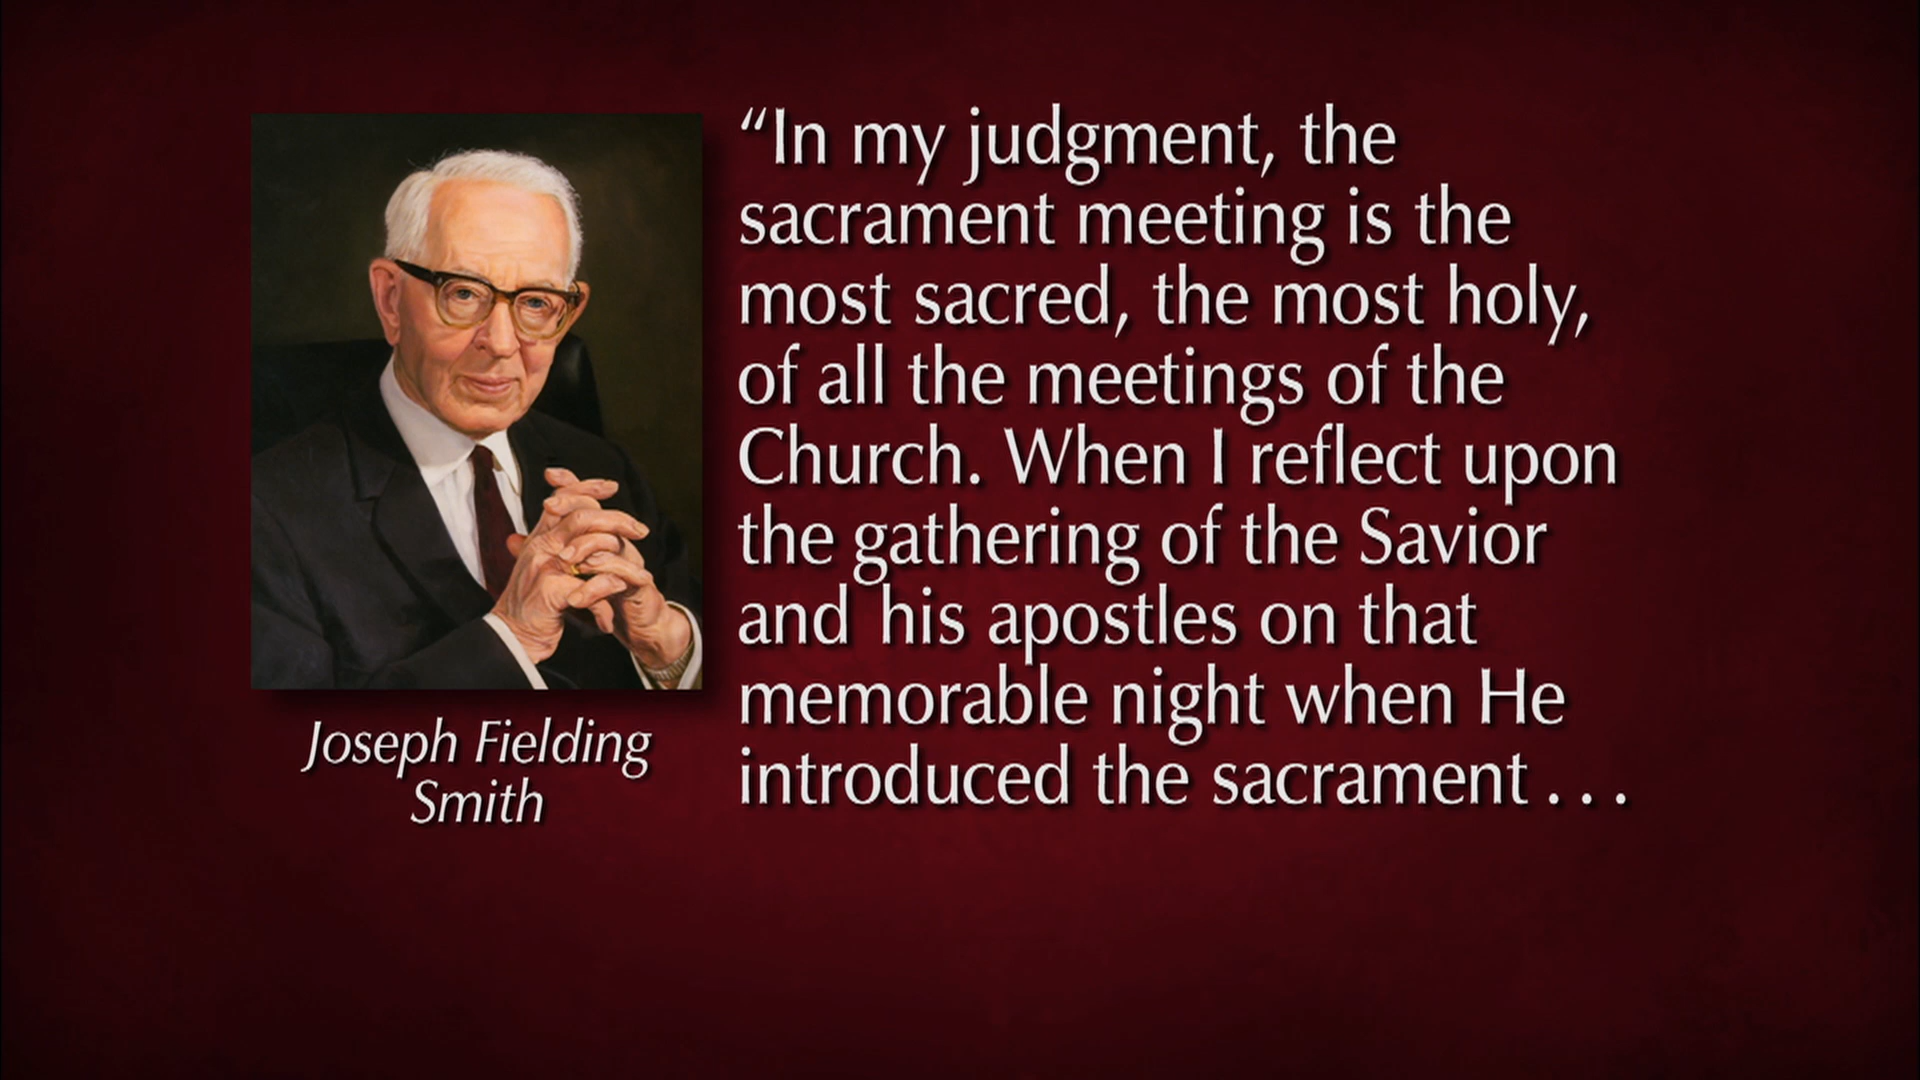 “In my judgment, the
sacrament meeting is the
most sacred, the most holy,
of all the meetings of the
Church. When I reflect upon
the gathering of the Savior
and his apostles on that
memorable night when He
introduced the sacrament . . .
Joseph Fielding
Smith